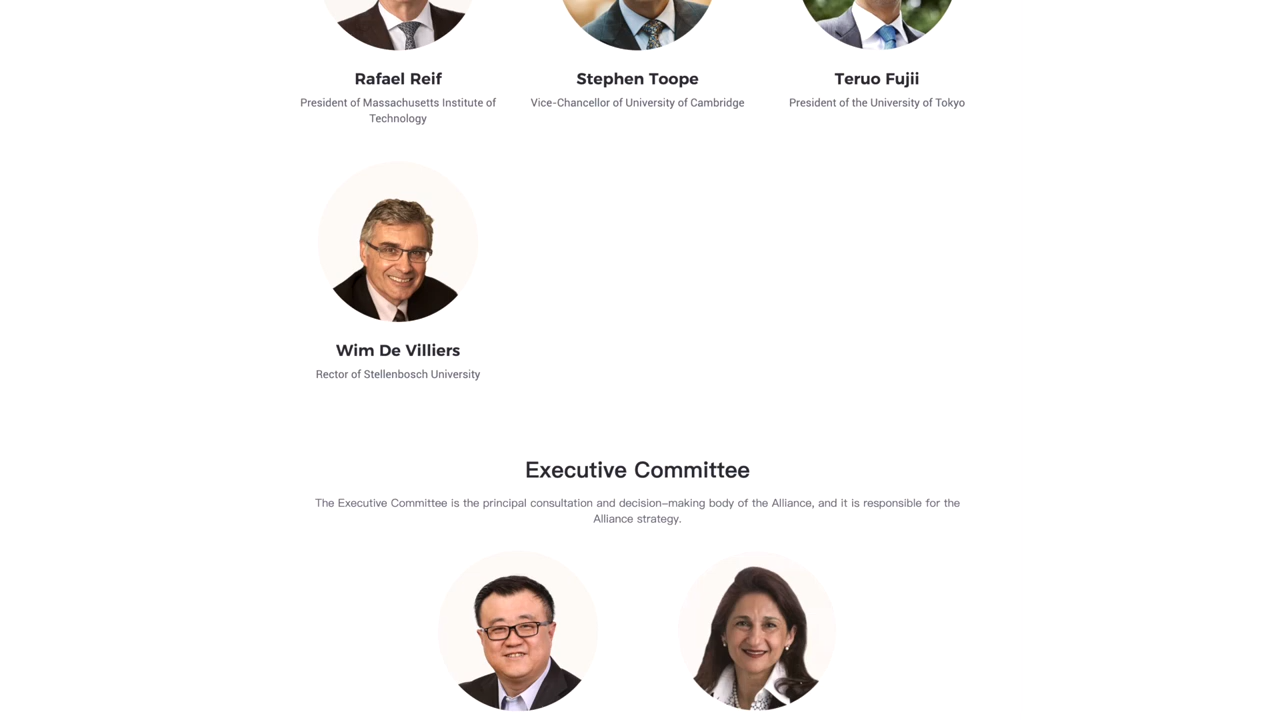 Rafael Reif
President of Massachusetts Institute of
Technology
Stephen Toope
Vice-Chancellor of University of Cambridge
Teruo Fujii
President of the University of Tokyo
Wim De Villiers
Rector of Stellenbosch University
Executive Committee
The Executive Committee is the principal consultation and decision-making body of the Alliance, and it is responsible for the
Alliance strategy.